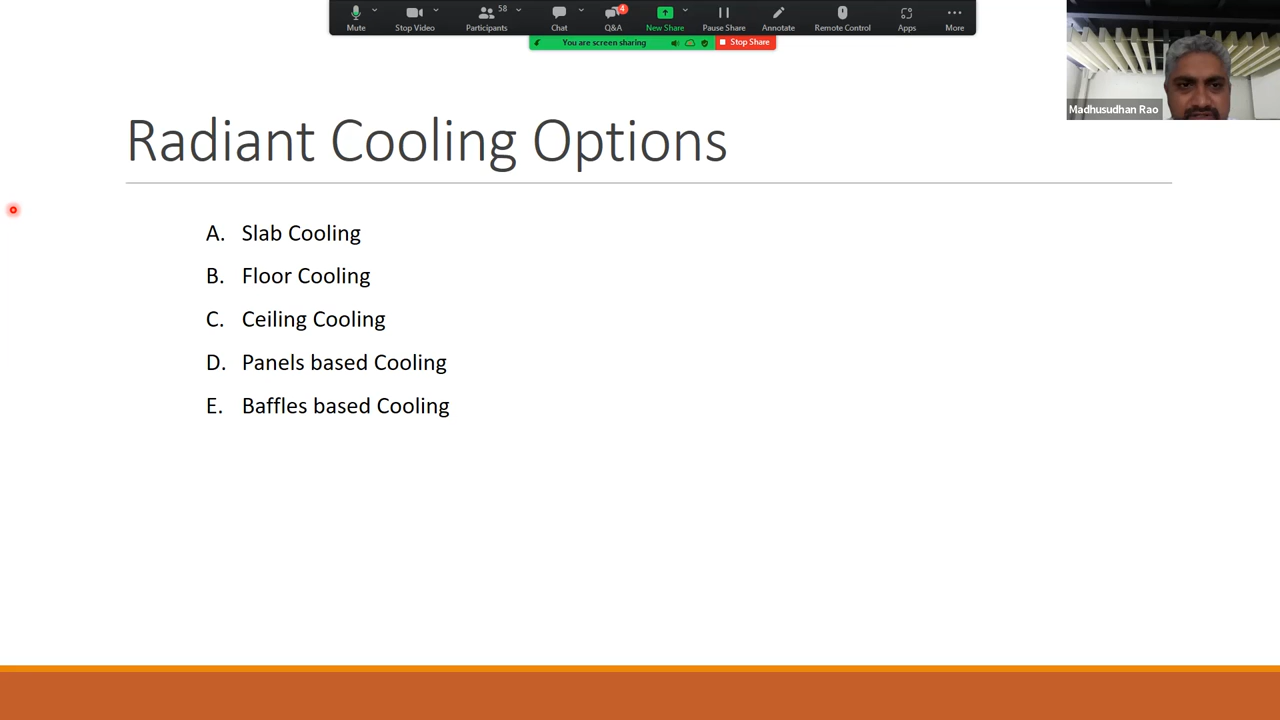 Mute
Stop Video
58
Participants
Chat
4
Q&A
New Share
Pause Share
Annotate
Remote Control
Apps
More
You are screen sharing
Stop Share
Madhusudhan Rao
Radiant Cooling Options
A. Slab Cooling
B. Floor Cooling
C. Ceiling Cooling
D. Panels based Cooling
E. Baffles based Cooling